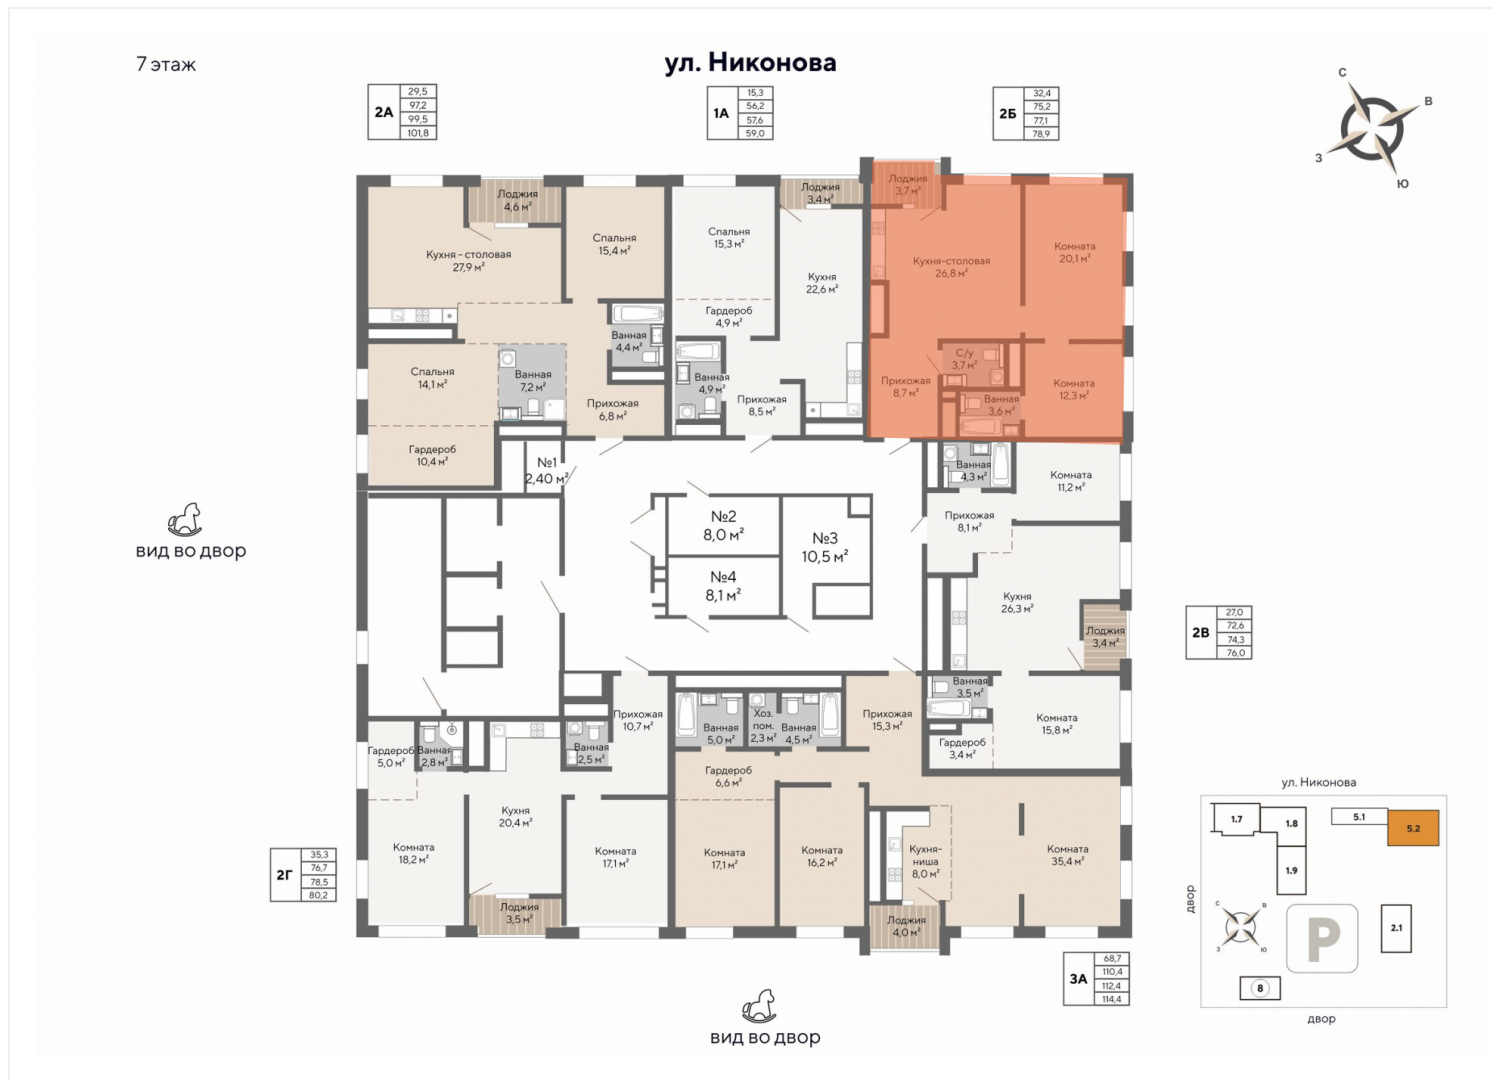 7 этаж
ул. Никонова
2А
29,5
97,2
99,5
101,8
1А
15,3
56,2
57,6
59,0
2Б
32,4
75,2
77,1
78,9
С
В
З
Ю
Лоджия
4,6 м²
Спальня
15,4 м²
Кухня - столовая
27,9 м²
Ванная
4,4 м²
Спальня
14,1 м²
Ванная
7,2 м²
Прихожая
6,8 м²
Гардероб
10,4 м²
Спальня
15,3 м²
Лоджия
3,4 м²
Кухня
22,6 м²
Гардероб
4,9 м²
Ванная
4,9 м²
Прихожая
8,5 м²
Лоджия
3,7 м²
Кухня-столовая
26,8 м²
Комната
20,1 м²
С/у
3,7 м²
Прихожая
8,7 м²
Ванная
3,6 м²
Комната
12,3 м²
№1
2,40 м²
№2
8,0 м²
№3
10,5 м²
№4
8,1 м²
Ванная
4,3 м²
Комната
11,2 м²
Прихожая
8,1 м²
Кухня
26,3 м²
Лоджия
3,4 м²
Ванная
3,5 м²
Комната
15,8 м²
Гардероб
3,4 м²
2В
27,0
72,6
74,3
76,0
вид во двор
Прихожая
10,7 м²
Гардероб
5,0 м²
Ванная
2,8 м²
Ванная
2,5 м²
Кухня
20,4 м²
Комната
18,2 м²
Комната
17,1 м²
Лоджия
3,5 м²
2Г
35,3
76,7
78,5
80,2
Ванная
5,0 м²
Хоз.
пом.
2,3 м²
Ванная
4,5 м²
Прихожая
15,3 м²
Гардероб
6,6 м²
Комната
17,1 м²
Комната
16,2 м²
Кухня-
ниша
8,0 м²
Комната
35,4 м²
Лоджия
4,0 м²
3А
68,7
110,4
112,4
114,4
вид во двор
ул. Никонова
1.7
1.8
5.1
5.2
1.9
двор
С
В
З
Ю
P
2.1
8
двор